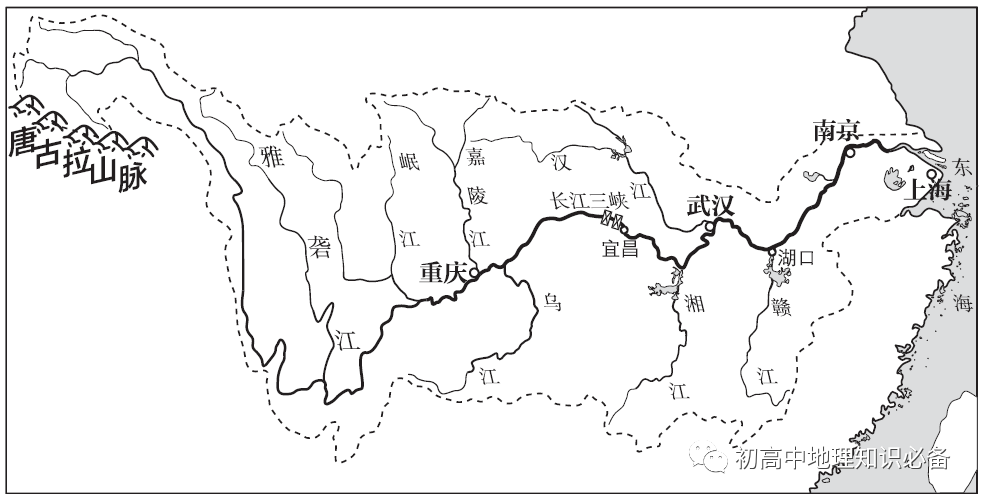 唐古拉山脉
雅砻江
岷江
嘉陵江
汉江
长江三峡
宜昌
重庆
乌江
武汉
湘江
湖口
赣江
南京
上海
东海
初高中地理知识必备